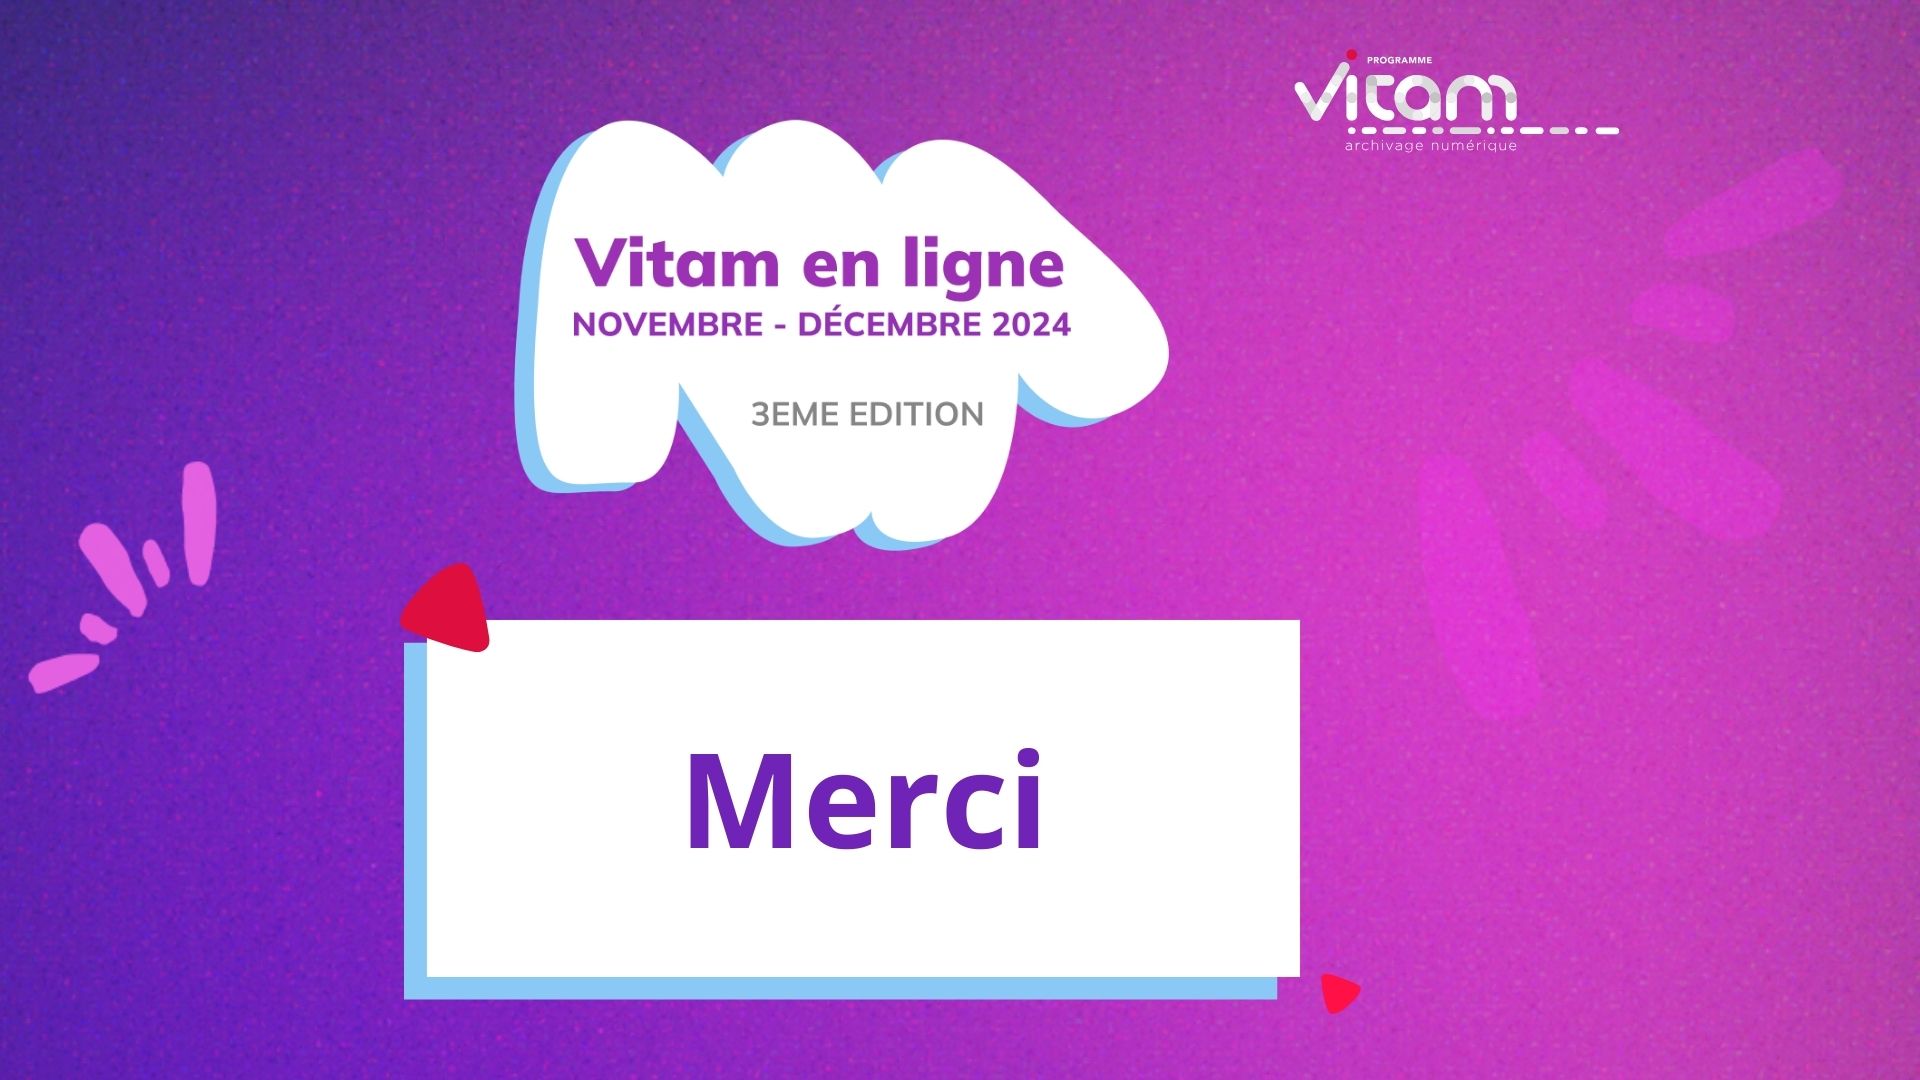 PROGRAMME
vitam
archivage numérique
Vitam en ligne
NOVEMBRE - DÉCEMBRE 2024
3EME EDITION
Merci